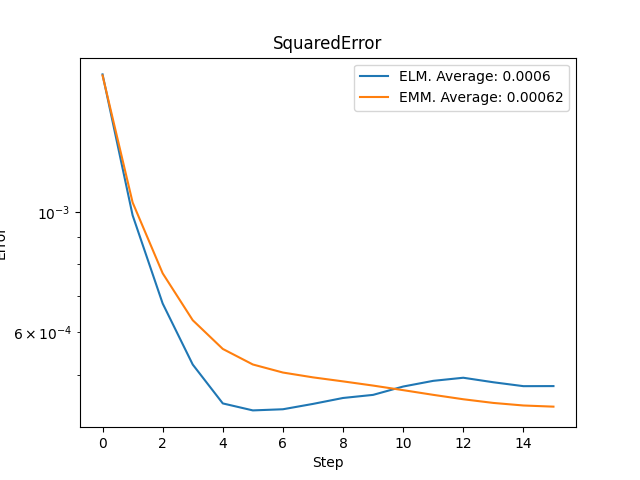 SquaredError
ELM. Average: 0.0006
EMM. Average: 0.00062
Error
10⁻³
6 × 10⁻⁴
0 2 4 6 8 10 12 14
Step